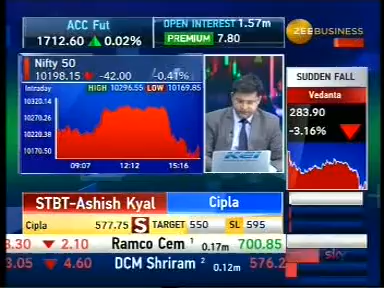 ACC Fut
1712.60 0.02%
OPEN INTEREST 1.57m
PREMIUM 7.80
ZEEBUSINESS
Nifty 50
10198.15 -42.00 -0.41%
Intraday HIGH 10296.55 LOW 10169.85
10320.14
10270.26
10220.38
10170.50
09:07 12:12 15:16
SUDDEN FALL
Vedanta
283.90
-3.16%
STBT-Ashish Kyal Cipla
Cipla 577.75 S TARGET 550 SL 595
3.30 2.10 Ramco Cem 1 0.17m 700.85
3.05 4.60 DCM Shriram 2 0.12m 576.2
sky